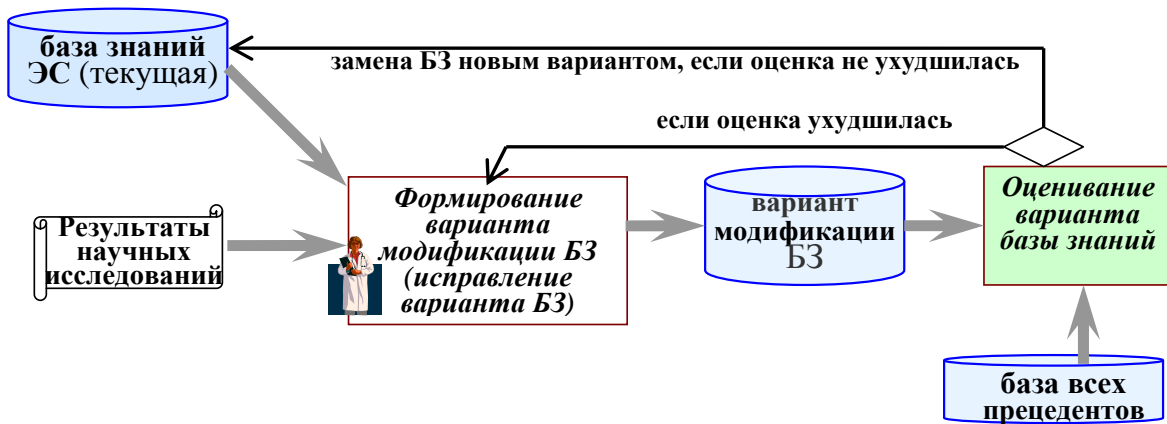 база знаний
ЭС (текущая)
замена БЗ новым вариантом, если оценка не ухудшилась
если оценка ухудшилась
Результаты
научных
исследований
Формирование
варианта
модификации БЗ
(исправление
варианта БЗ)
вариант
модификации
БЗ
Оценивание
варианта
базы знаний
база всех
прецедентов